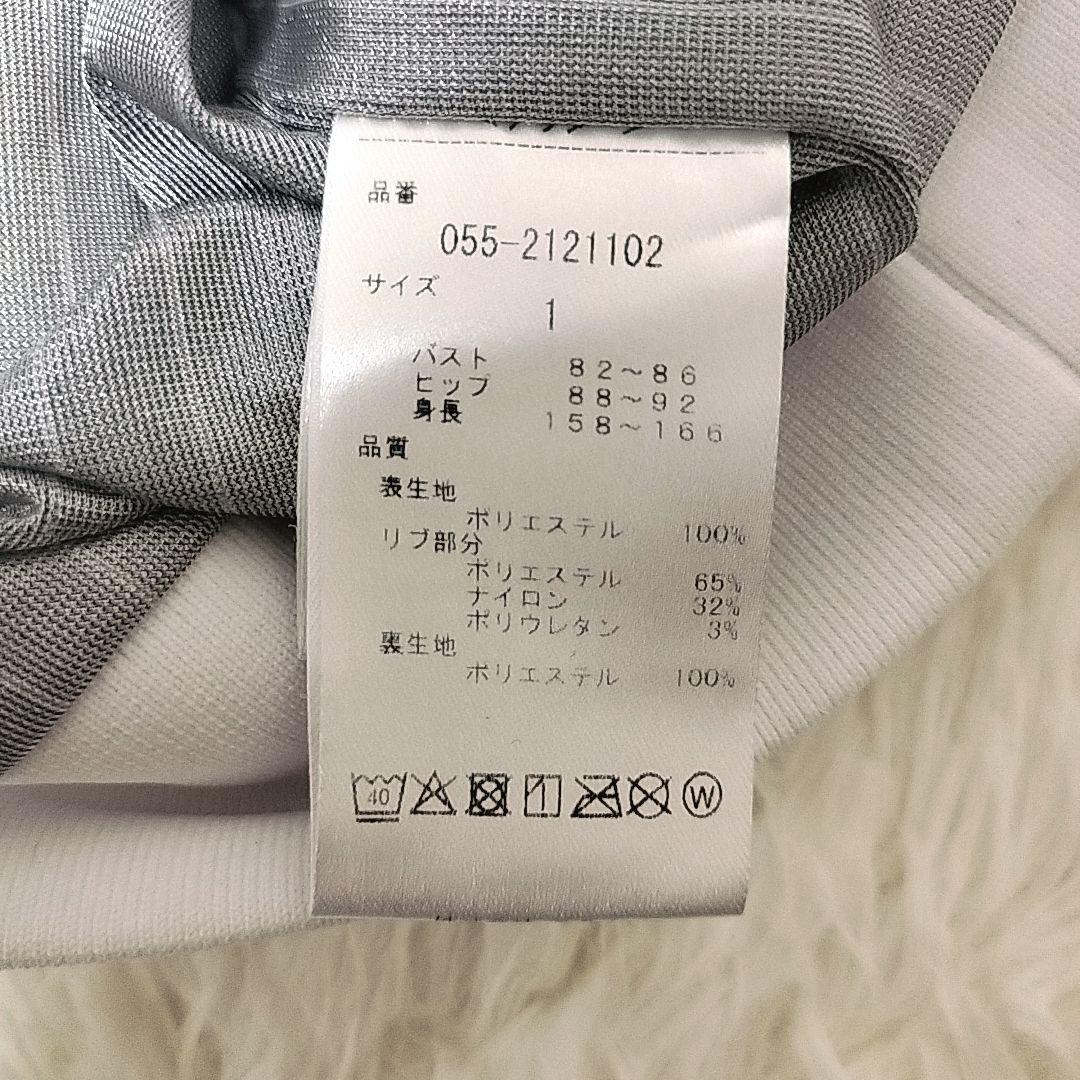 品番
055-2121102
サイズ
1
バスト 82～86
ヒップ 88～92
身長 158～166
品質
表生地
ポリエステル 100%
リブ部分
ポリエステル 65%
ナイロン 32%
ポリウレタン 3%
裏生地
ポリエステル 100%
40 W